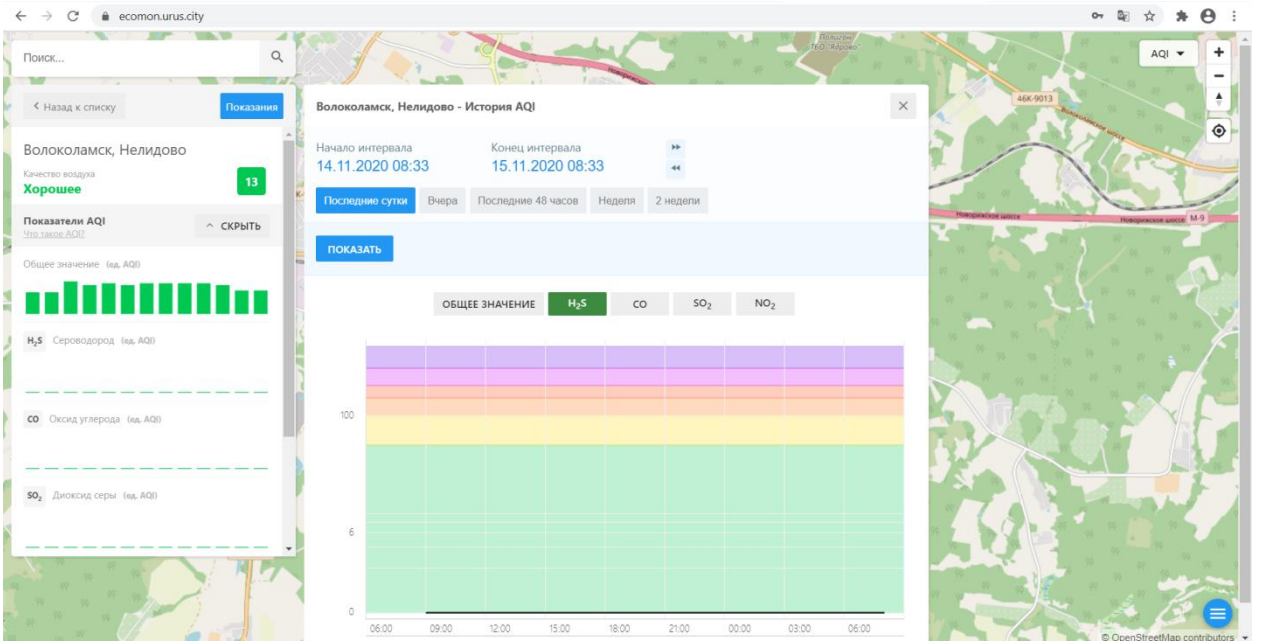 ecomon.urus.city
Поиск...
Назад к списку
Показания
Волоколамск, Нелидово
Качество воздуха
Хорошее
13
Показатели AQI
Что такое AQI?
СКРЫТЬ
Общее значение (ед. AQI)
H₂S Сероводород (ед. AQI)
CO Оксид углерода (ед. AQI)
SO₂ Диоксид серы (ед. AQI)
Волоколамск, Нелидово - История AQI
Начало интервала
Конец интервала
14.11.2020 08:33
15.11.2020 08:33
Последние сутки
Вчера
Последние 48 часов
Неделя
2 недели
ПОКАЗАТЬ
ОБЩЕЕ ЗНАЧЕНИЕ
H₂S
CO
SO₂
NO₂
100
6
0
06:00 09:00 12:00 15:00 18:00 21:00 00:00 03:00 06:00
Полигон
ТБО "Ядрово"
AQI
46К-9013
Волоколамское шоссе
Новорижское шоссе
Новорижское шоссе
М-9
© OpenStreetMap contributors